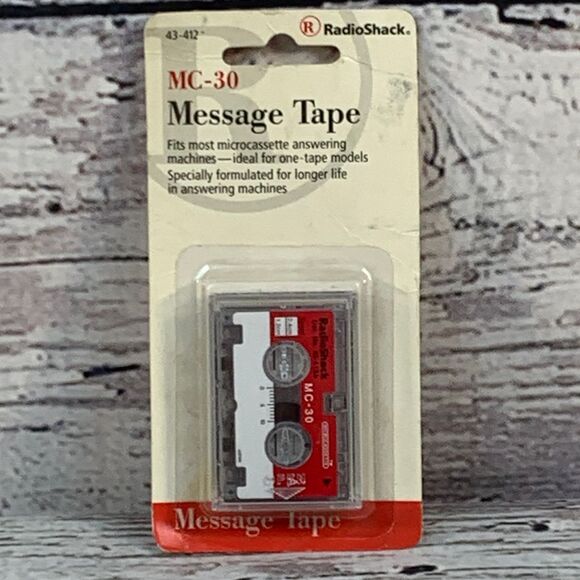 43-412
RadioShack®
MC-30
Message Tape
Fits most microcassette answering
machines—ideal for one-tape models
Specially formulated for longer life
in answering machines
RadioShack
MC-30
Message Tape